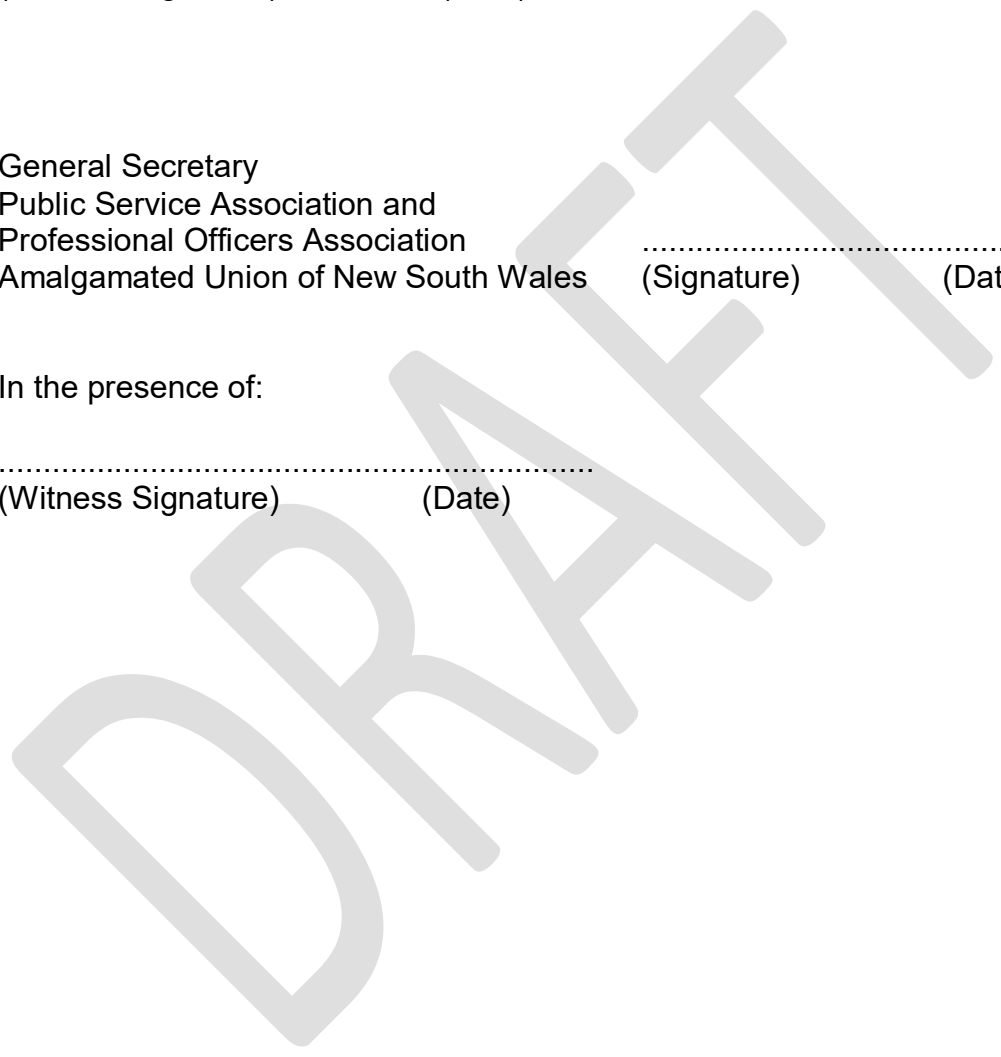 General Secretary
Public Service Association and
Professional Officers Association ........................................
Amalgamated Union of New South Wales (Signature) (Dat
In the presence of:
..................................................................
(Witness Signature) (Date)
DRAFT